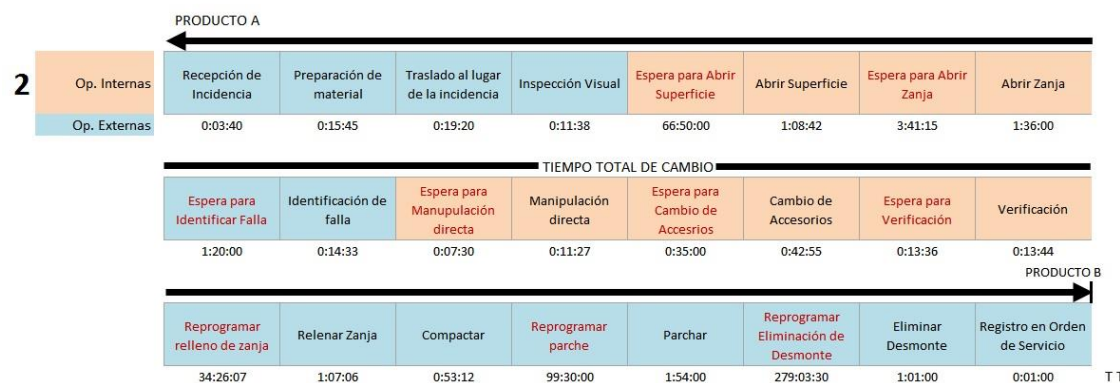 PRODUCTO A
2
Op. Internas
Recepción de Incidencia
Preparación de material
Traslado al lugar de la incidencia
Inspección Visual
Espera para Abrir Superficie
Abrir Superficie
Espera para Abrir Zanja
Abrir Zanja
Op. Externas
0:03:40
0:15:45
0:19:20
0:11:38
66:50:00
1:08:42
3:41:15
1:36:00
TIEMPO TOTAL DE CAMBIO
Espera para Identificar Falla
Identificación de falla
Espera para Manupulación directa
Manipulación directa
Espera para Cambio de Accesrios
Cambio de Accesorios
Espera para Verificación
Verificación
1:20:00
0:14:33
0:07:30
0:11:27
0:35:00
0:42:55
0:13:36
0:13:44
PRODUCTO B
Reprogramar relleno de zanja
Relenar Zanja
Compactar
Reprogramar parche
Parchar
Reprogramar Eliminación de Desmonte
Eliminar Desmonte
Registro en Orden de Servicio
34:26:07
1:07:06
0:53:12
99:30:00
1:54:00
279:03:30
1:01:00
0:01:00